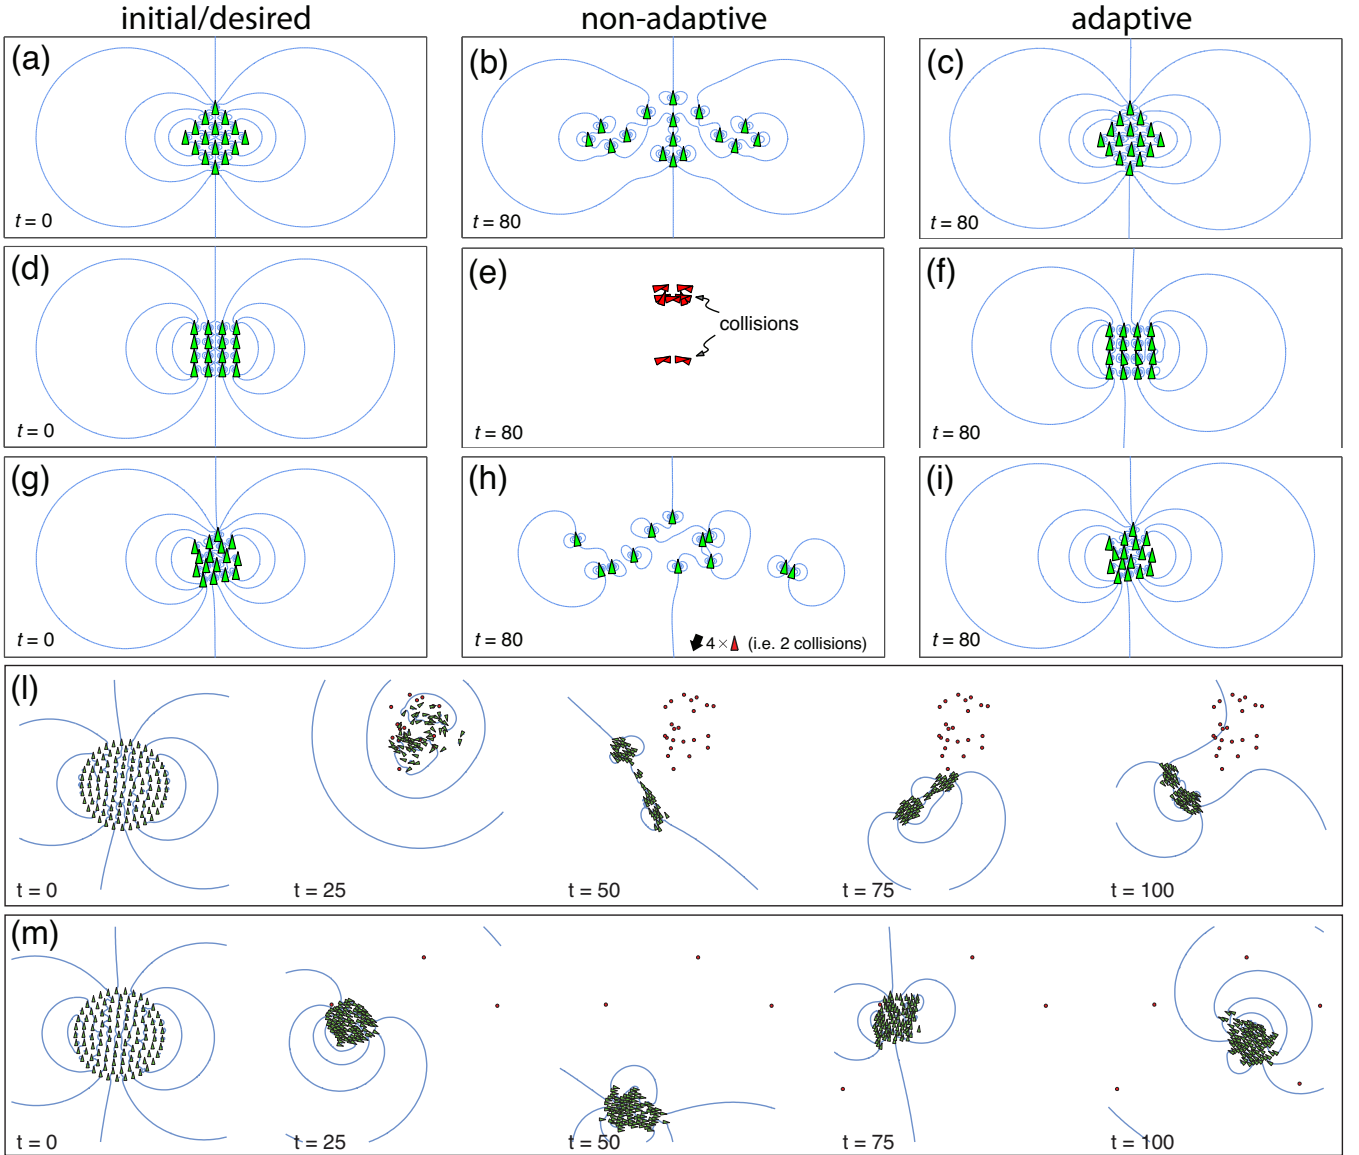 initial/desired non-adaptive adaptive
(a) (b) (c)
t = 0 t = 80 t = 80
(d) (e) (f)
collisions
t = 0 t = 80 t = 80
(g) (h) (i)
t = 0 t = 80 4 × (i.e. 2 collisions) t = 80
(l)
t = 0 t = 25 t = 50 t = 75 t = 100
(m)
t = 0 t = 25 t = 50 t = 75 t = 100